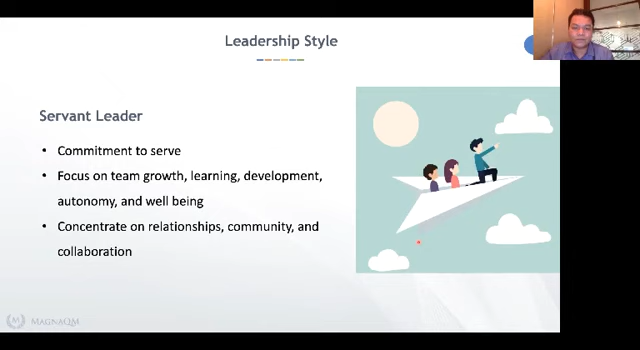 Leadership Style
Servant Leader
• Commitment to serve
• Focus on team growth, learning, development,
autonomy, and well being
• Concentrate on relationships, community, and
collaboration
M MAGNAQM